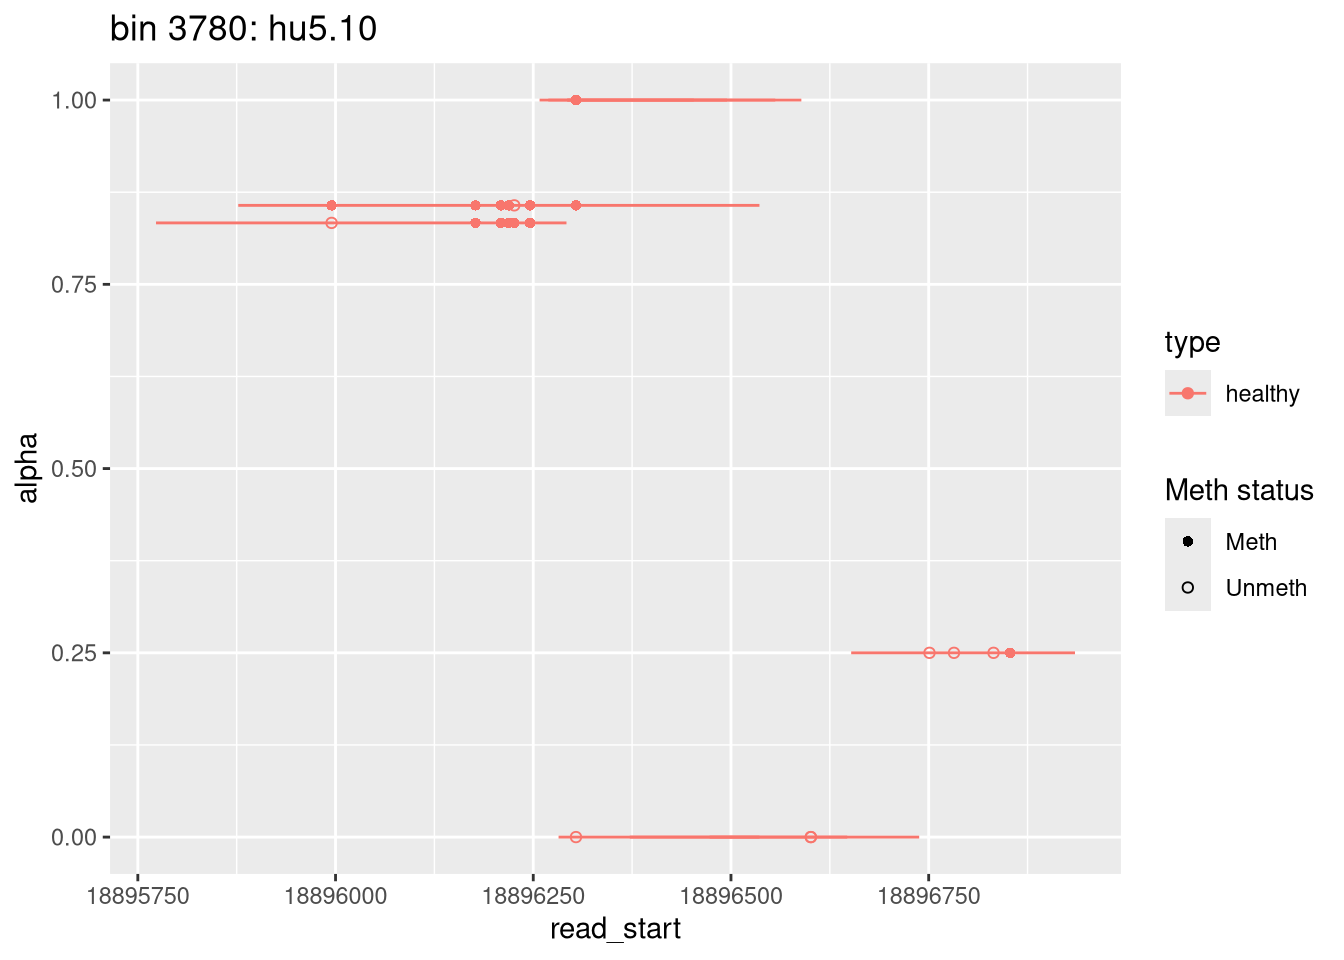 bin 3780: hu5.10
1.00
0.75
0.50
0.25
0.00
alpha
18895750 18896000 18896250 18896500 18896750
read_start
type
healthy
Meth status
Meth
Unmeth